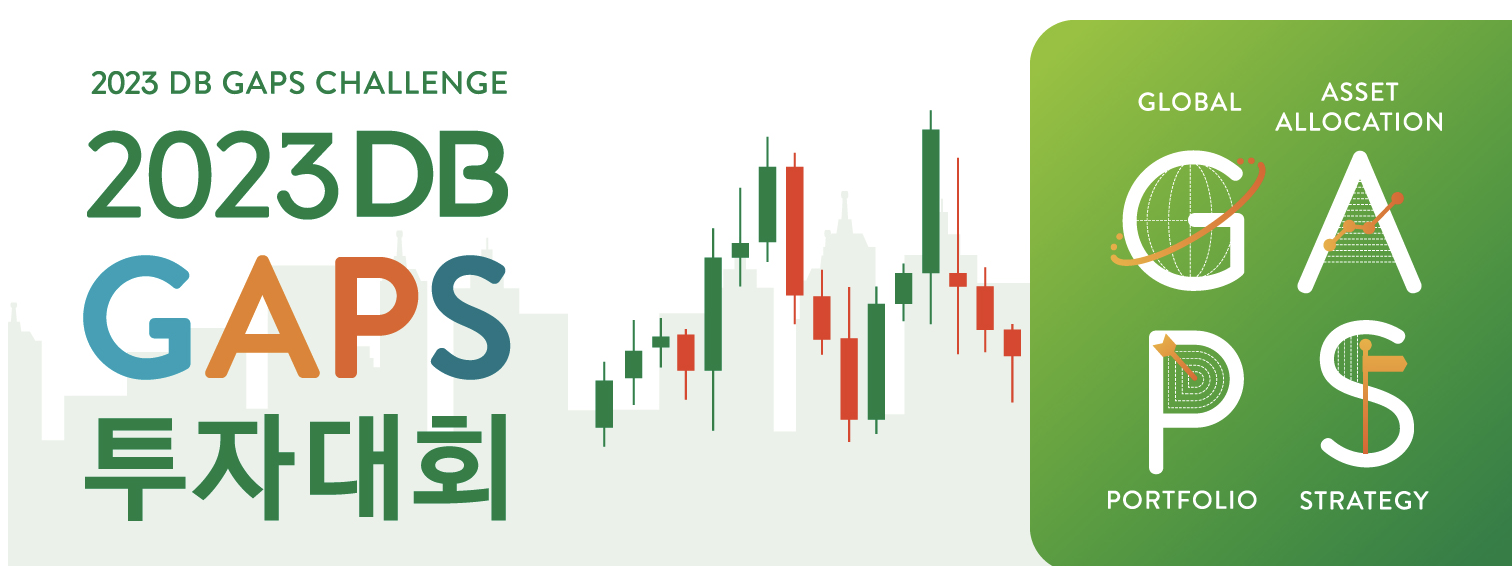 2023 DB GAPS CHALLENGE
2023 DB
GAPS
투자대회
GLOBAL
ASSET
ALLOCATION
G A
P S
PORTFOLIO
STRATEGY